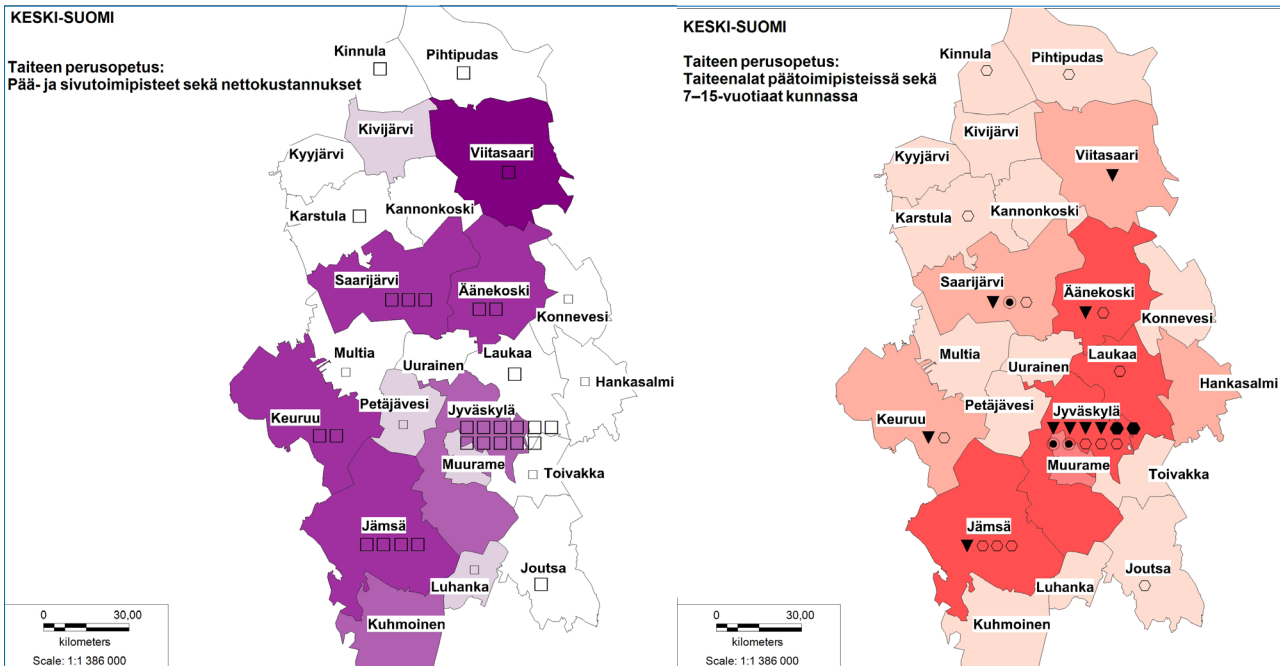 KESKI-SUOMI
Taiteen perusopetus:
Pää- ja sivutoimipisteet sekä nettokustannukset
Kinnula
Pihtipudas
Kivijärvi
Kyyjärvi
Viitasaari
Karstula
Kannonkoski
Saarijärvi
Äänekoski
Konnevesi
Multia
Uurainen
Laukaa
Hankasalmi
Petäjävesi
Keuruu
Jyväskylä
Muurame
Toivakka
Jämsä
Luhanka
Joutsa
Kuhmoinen
0 30,00
kilometers
Scale: 1:1 386 000
KESKI-SUOMI
Taiteen perusopetus:
Taiteenalat päätoimipisteissä sekä
7–15-vuotiaat kunnassa
Kinnula
Pihtipudas
Kivijärvi
Kyyjärvi
Viitasaari
Karstula
Kannonkoski
Saarijärvi
Äänekoski
Konnevesi
Multia
Uurainen
Laukaa
Hankasalmi
Petäjävesi
Keuruu
Jyväskylä
Muurame
Toivakka
Jämsä
Luhanka
Joutsa
Kuhmoinen
0 30,00
kilometers
Scale: 1:1 386 000